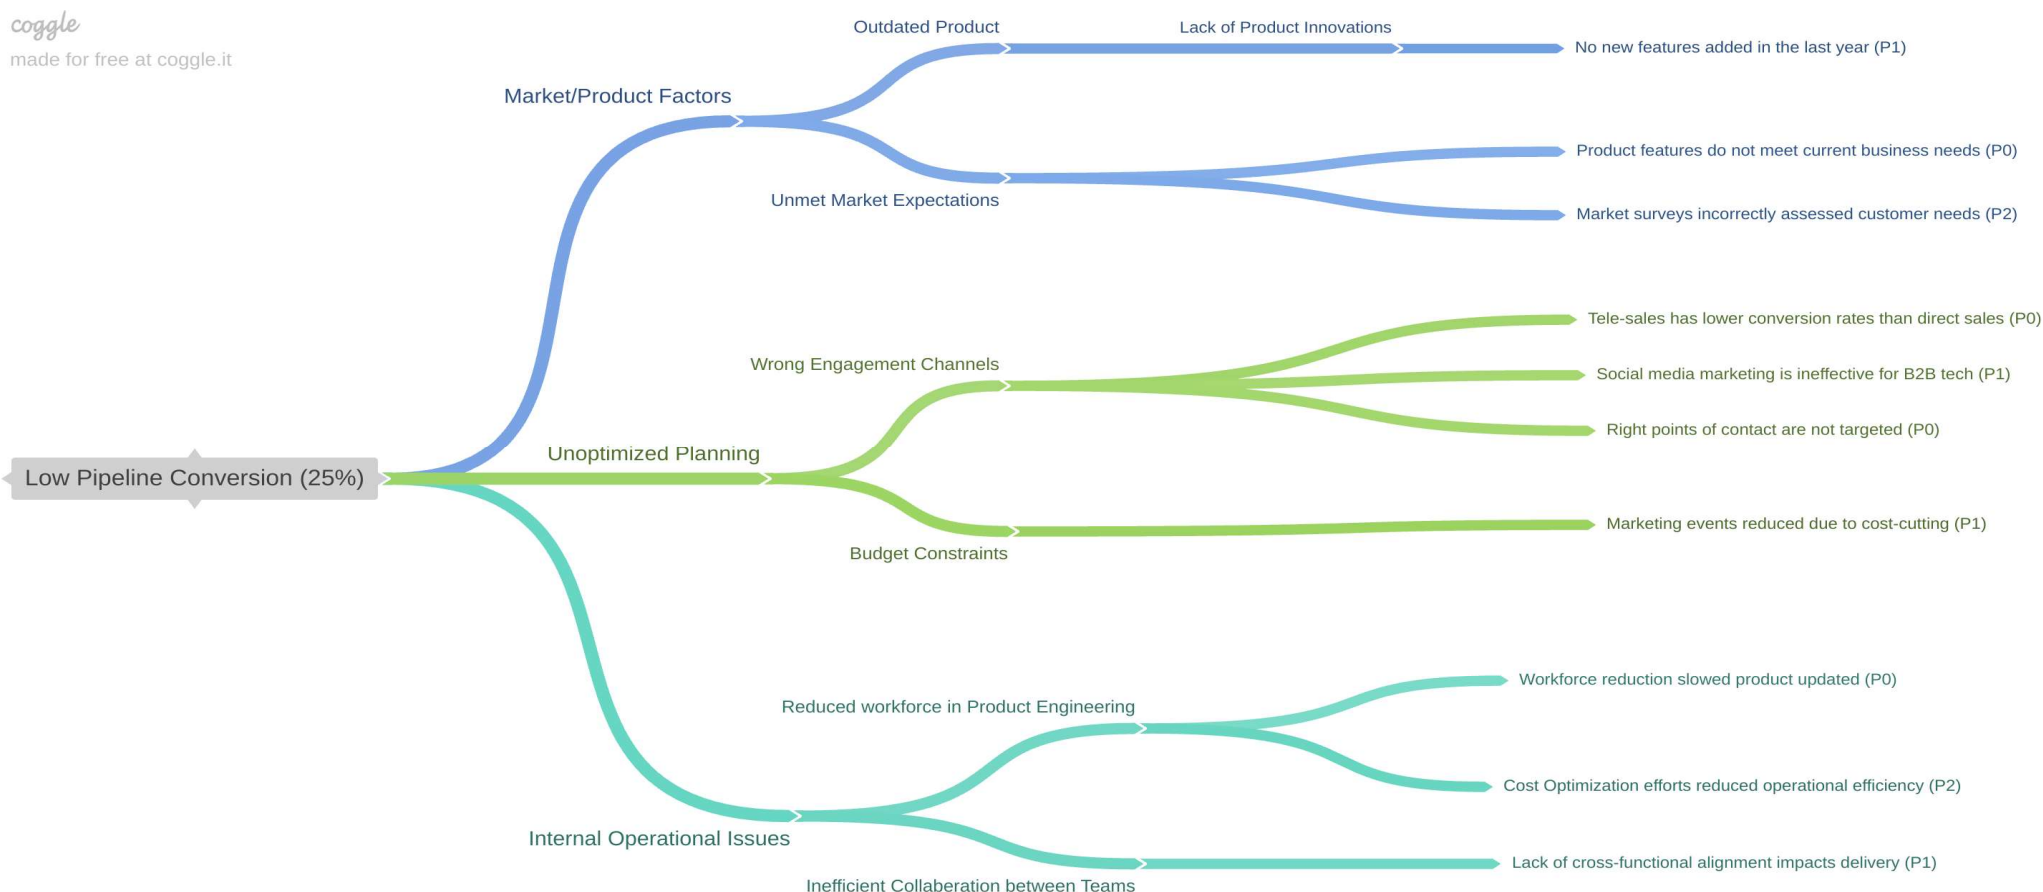 coggle
made for free at coggle.it
Low Pipeline Conversion (25%)
Market/Product Factors
Outdated Product
Lack of Product Innovations
No new features added in the last year (P1)
Unmet Market Expectations
Product features do not meet current business needs (P0)
Market surveys incorrectly assessed customer needs (P2)
Unoptimized Planning
Wrong Engagement Channels
Tele-sales has lower conversion rates than direct sales (P0)
Social media marketing is ineffective for B2B tech (P1)
Right points of contact are not targeted (P0)
Budget Constraints
Marketing events reduced due to cost-cutting (P1)
Internal Operational Issues
Reduced workforce in Product Engineering
Workforce reduction slowed product updated (P0)
Cost Optimization efforts reduced operational efficiency (P2)
Inefficient Collaberation between Teams
Lack of cross-functional alignment impacts delivery (P1)